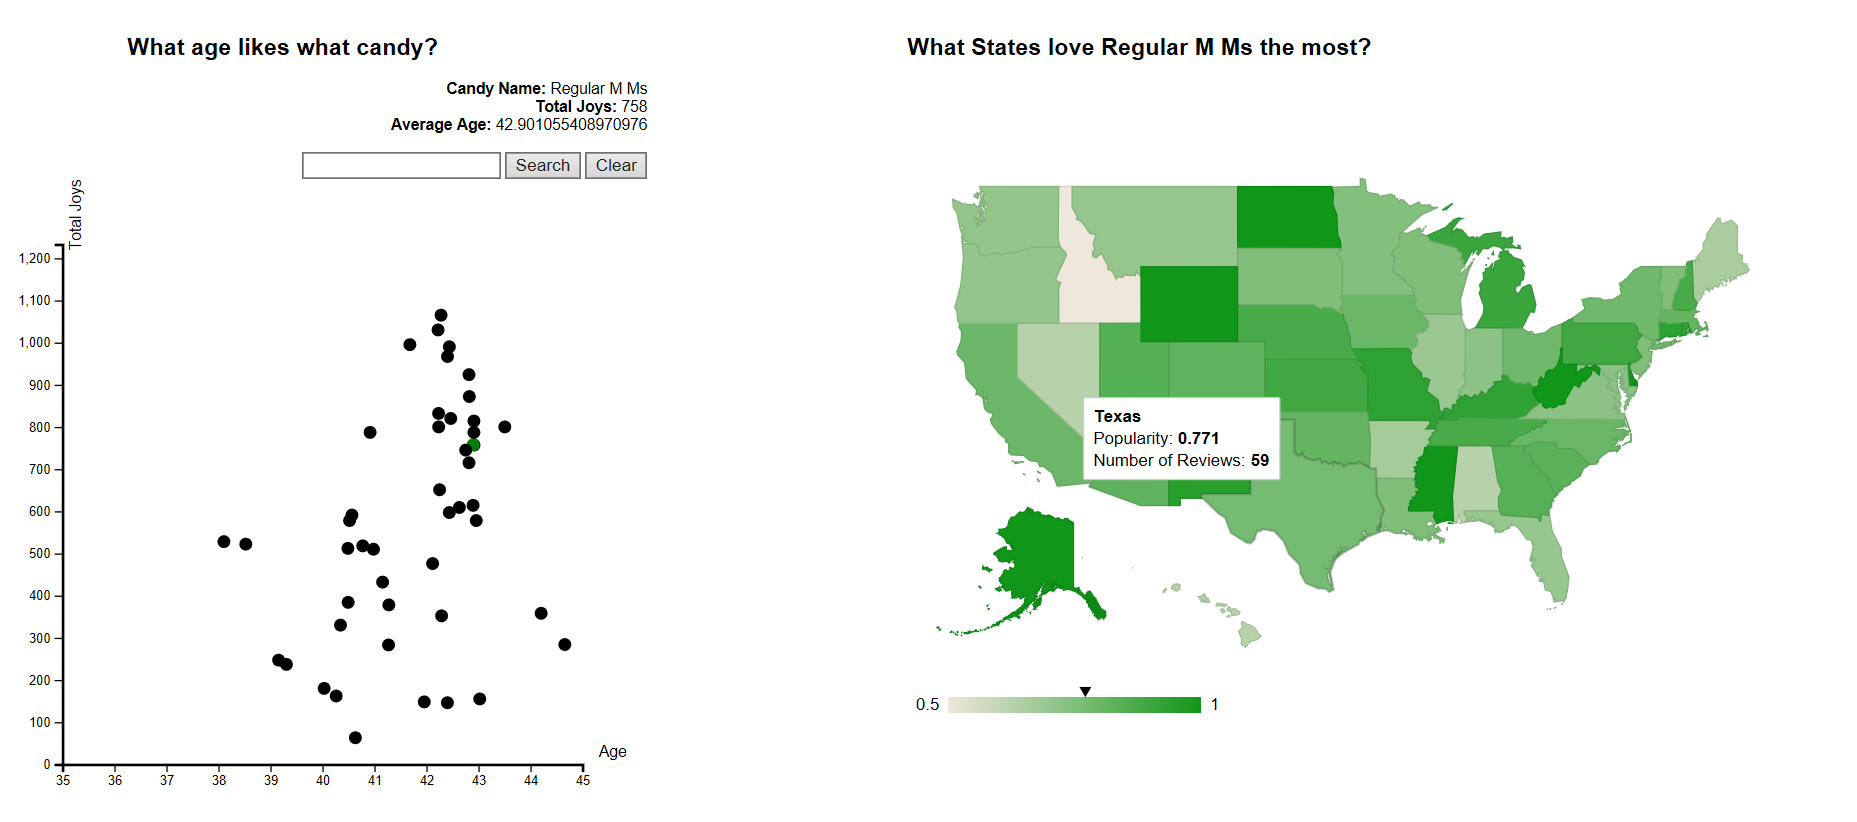 What age likes what candy?
Candy Name: Regular M Ms
Total Joys: 758
Average Age: 42.901055408970976
Search Clear
Total Joys
1,200
1,100
1,000
900
800
700
600
500
400
300
200
100
0
35 36 37 38 39 40 41 42 43 44 45
Age
What States love Regular M Ms the most?
Texas
Popularity: 0.771
Number of Reviews: 59
0.5 1